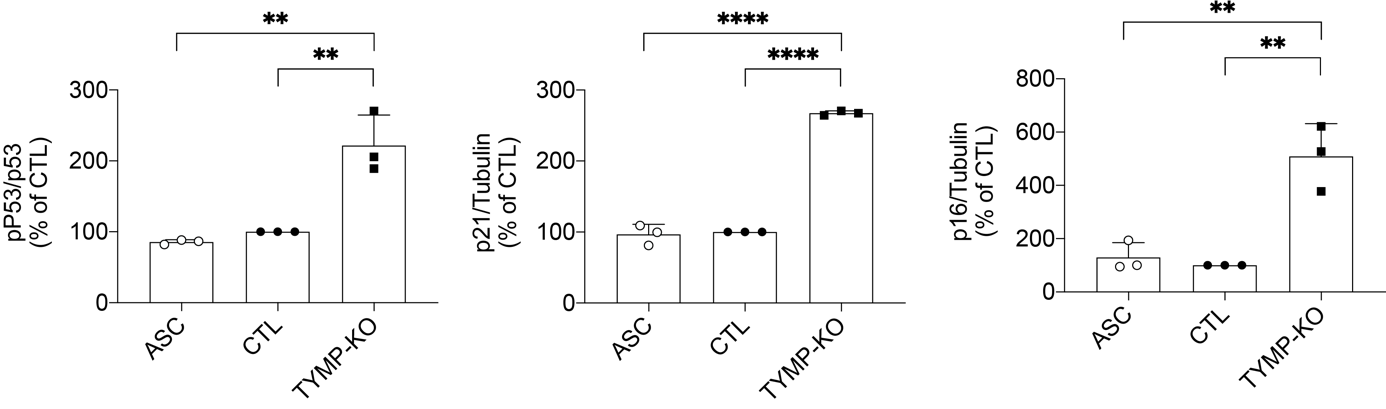 **
**
300
200
100
0
pP53/p53
(% of CTL)
ASC
CTL
TYMP-KO
****
****
300
200
100
0
p21/Tubulin
(% of CTL)
ASC
CTL
TYMP-KO
**
**
800
600
400
200
0
p16/Tubulin
(% of CTL)
ASC
CTL
TYMP-KO